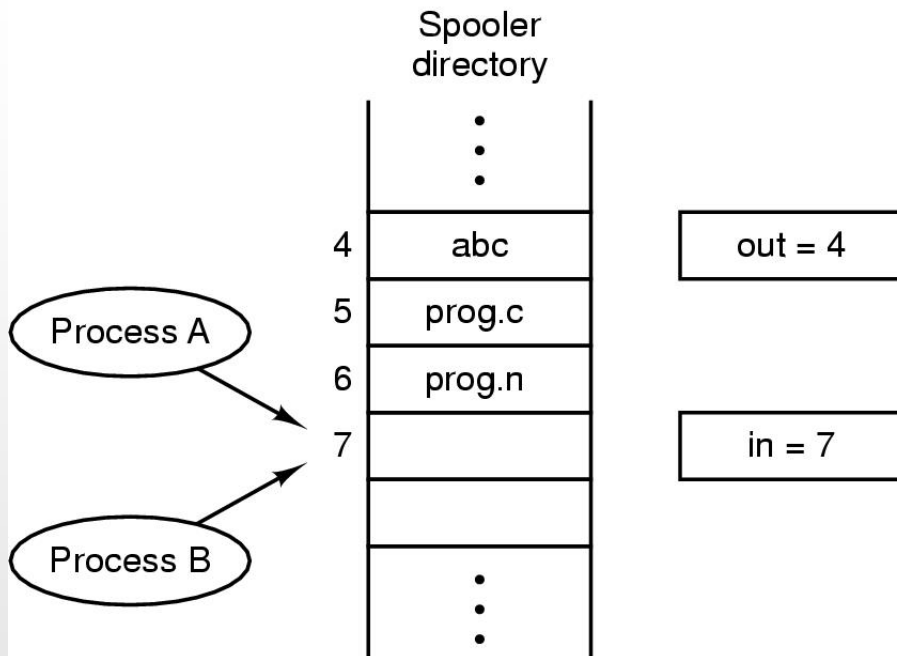 Spooler
directory
4 abc out = 4
Process A
5 prog.c
6 prog.n
7 in = 7
Process B